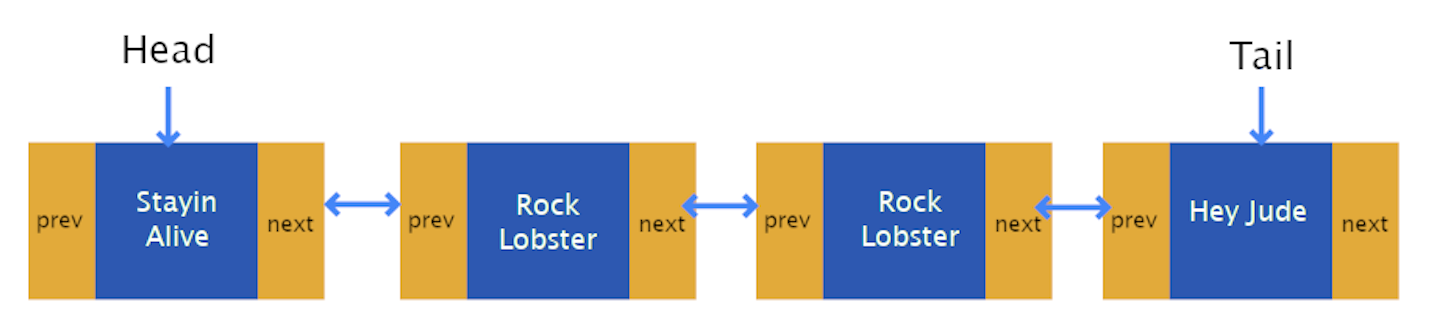 Head
Tail
prev
Stayin
Alive
next
prev
Rock
Lobster
next
prev
Rock
Lobster
next
prev
Hey Jude
next